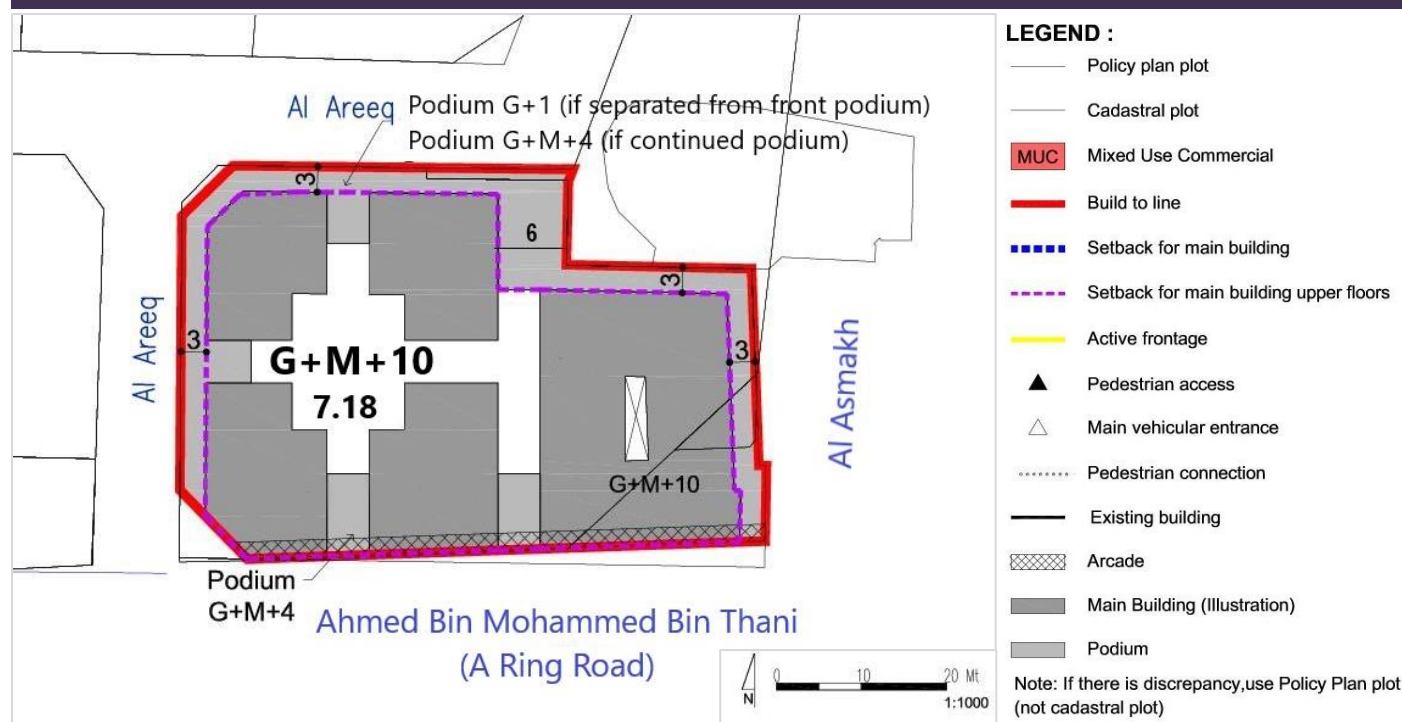 Al Areeq
Podium G+1 (if separated from front podium)
Podium G+M+4 (if continued podium)
3
6
3
Al Areeq
3
G+M+10
7.18
3
Al Asmakh
G+M+10
Podium
G+M+4
Ahmed Bin Mohammed Bin Thani
(A Ring Road)
N
0 10 20 Mt
1:1000
LEGEND :
Policy plan plot
Cadastral plot
MUC Mixed Use Commercial
Build to line
Setback for main building
Setback for main building upper floors
Active frontage
Pedestrian access
Main vehicular entrance
Pedestrian connection
Existing building
Arcade
Main Building (Illustration)
Podium
Note: If there is discrepancy,use Policy Plan plot
(not cadastral plot)